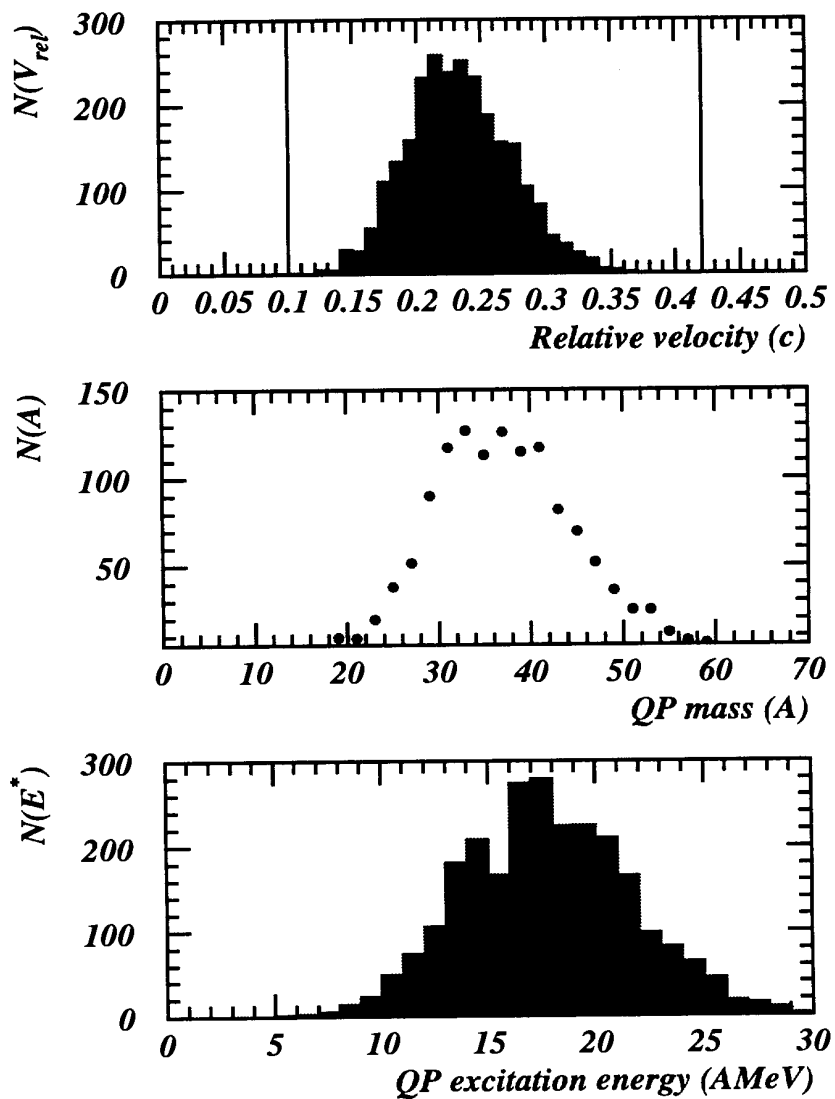 300
200
100
0
N(V_rel)
0 0.05 0.1 0.15 0.2 0.25 0.3 0.35 0.4 0.45 0.5
Relative velocity (c)
150
100
50
N(A)
0 10 20 30 40 50 60 70
QP mass (A)
300
200
100
0
N(E*)
0 5 10 15 20 25 30
QP excitation energy (AMeV)